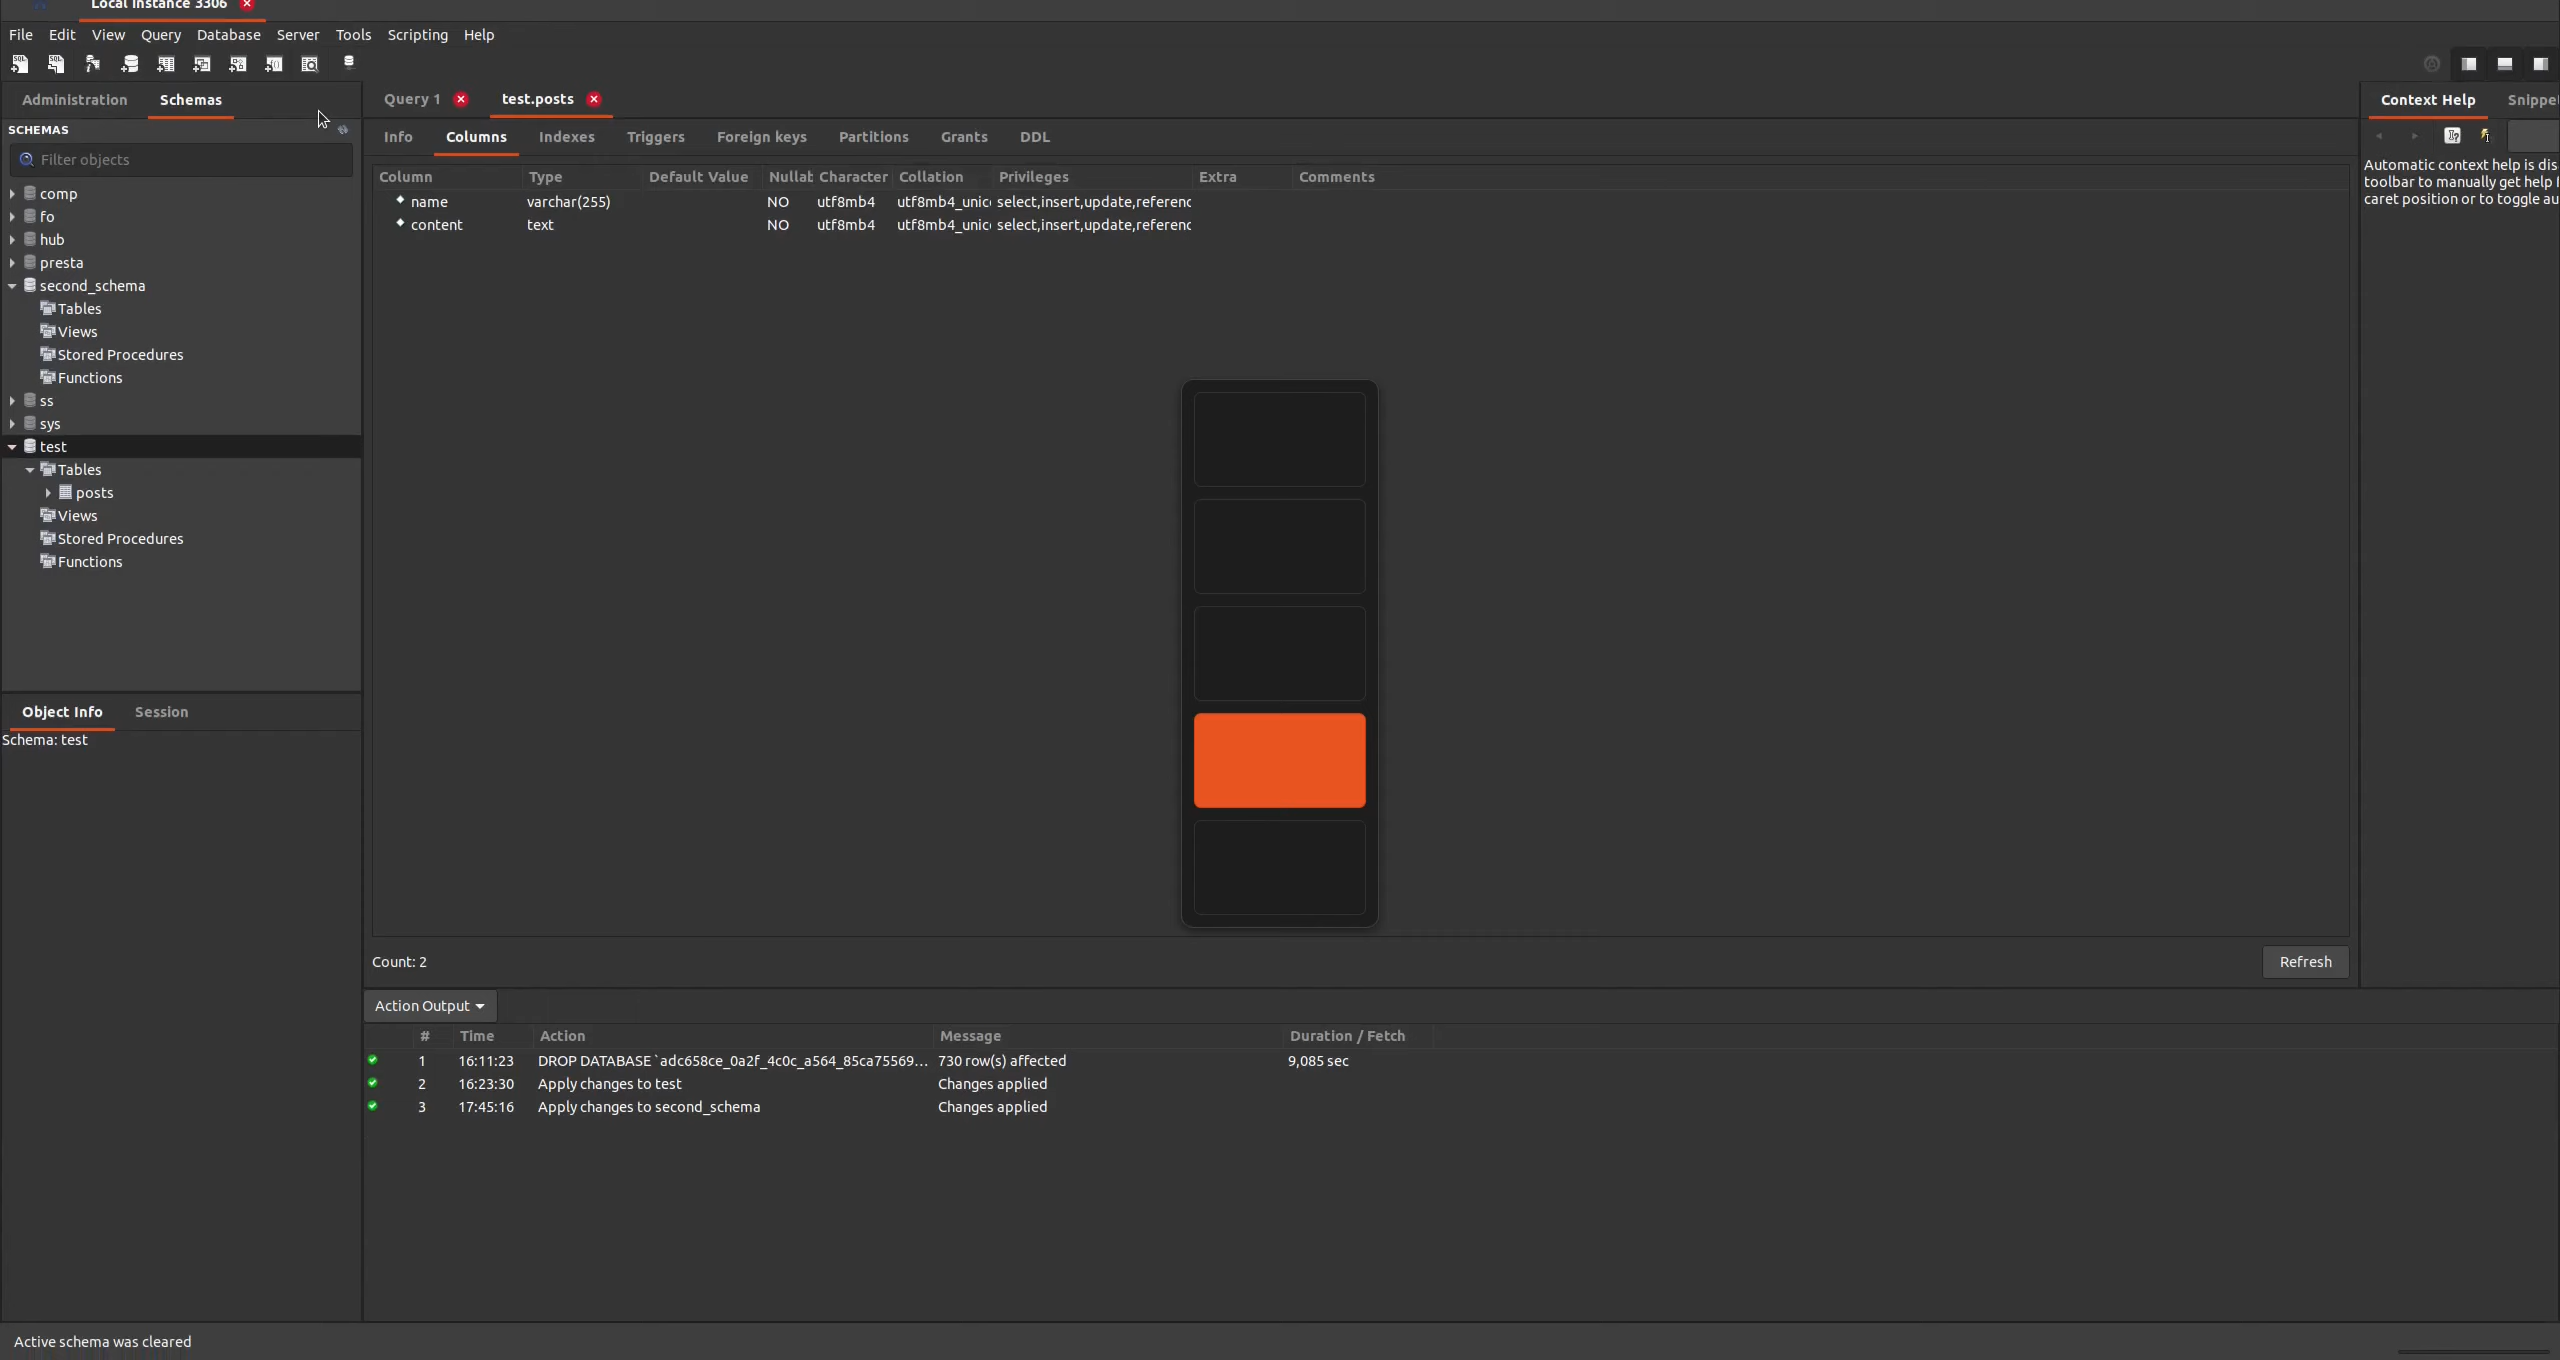 Local instance 3306
File Edit View Query Database Server Tools Scripting Help
Administration Schemas
SCHEMAS
Filter objects
comp
fo
hub
presta
second_schema
Tables
Views
Stored Procedures
Functions
ss
sys
test
Tables
posts
Views
Stored Procedures
Functions
Object Info Session
Schema: test
Query 1 test.posts
Info Columns Indexes Triggers Foreign keys Partitions Grants DDL
Column Type Default Value Nullab Character Collation Privileges Extra Comments
name varchar(255) NO utf8mb4 utf8mb4_unic select,insert,update,referenc
content text NO utf8mb4 utf8mb4_unic select,insert,update,referenc
Count: 2
Refresh
Context Help Snippet
Automatic context help is dis
toolbar to manually get help f
caret position or to toggle au
Action Output
# Time Action Message Duration / Fetch
1 16:11:23 DROP DATABASE `adc658ce_0a2f_4c0c_a564_85ca75569... 730 row(s) affected 9,085 sec
2 16:23:30 Apply changes to test Changes applied
3 17:45:16 Apply changes to second_schema Changes applied
Active schema was cleared